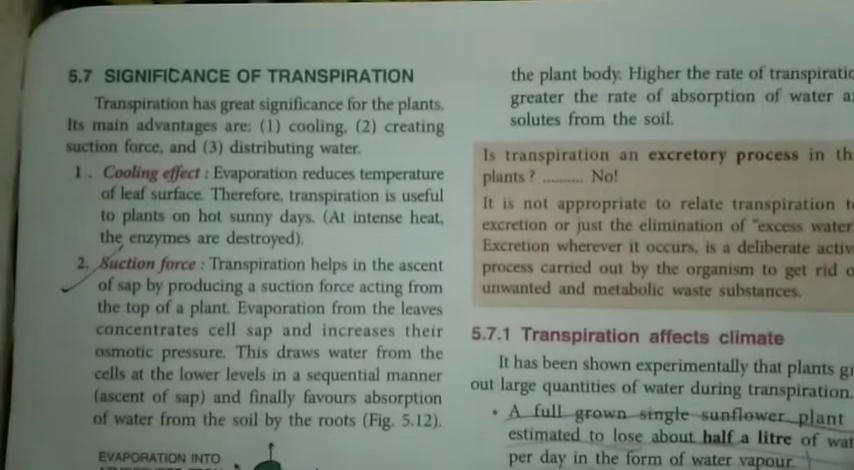 5.7 SIGNIFICANCE OF TRANSPIRATION
Transpiration has great significance for the plants.
Its main advantages are: (1) cooling, (2) creating
suction force, and (3) distributing water.
1. Cooling effect : Evaporation reduces temperature
of leaf surface. Therefore, transpiration is useful
to plants on hot sunny days. (At intense heat,
the enzymes are destroyed).
2. Suction force : Transpiration helps in the ascent
of sap by producing a suction force acting from
the top of a plant. Evaporation from the leaves
concentrates cell sap and increases their
osmotic pressure. This draws water from the
cells at the lower levels in a sequential manner
(ascent of sap) and finally favours absorption
of water from the soil by the roots (Fig. 5.12).
EVAPORATION INTO
the plant body. Higher the rate of
greater the rate of absorption of water
solutes from the soil.
Is transpiration an excretory process in
plants ? .......... No!
It is not appropriate to relate transpiration
excretion or just the elimination of "excess water
Excretion wherever it occurs, is a deliberate
process carried out by the organism to get rid
unwanted and metabolic waste substances.
5.7.1 Transpiration affects climate
It has been shown experimentally that plants
out large quantities of water during transpiration.
• A full grown single sunflower plant
estimated to lose about half a litre of
per day in the form of water vapour.